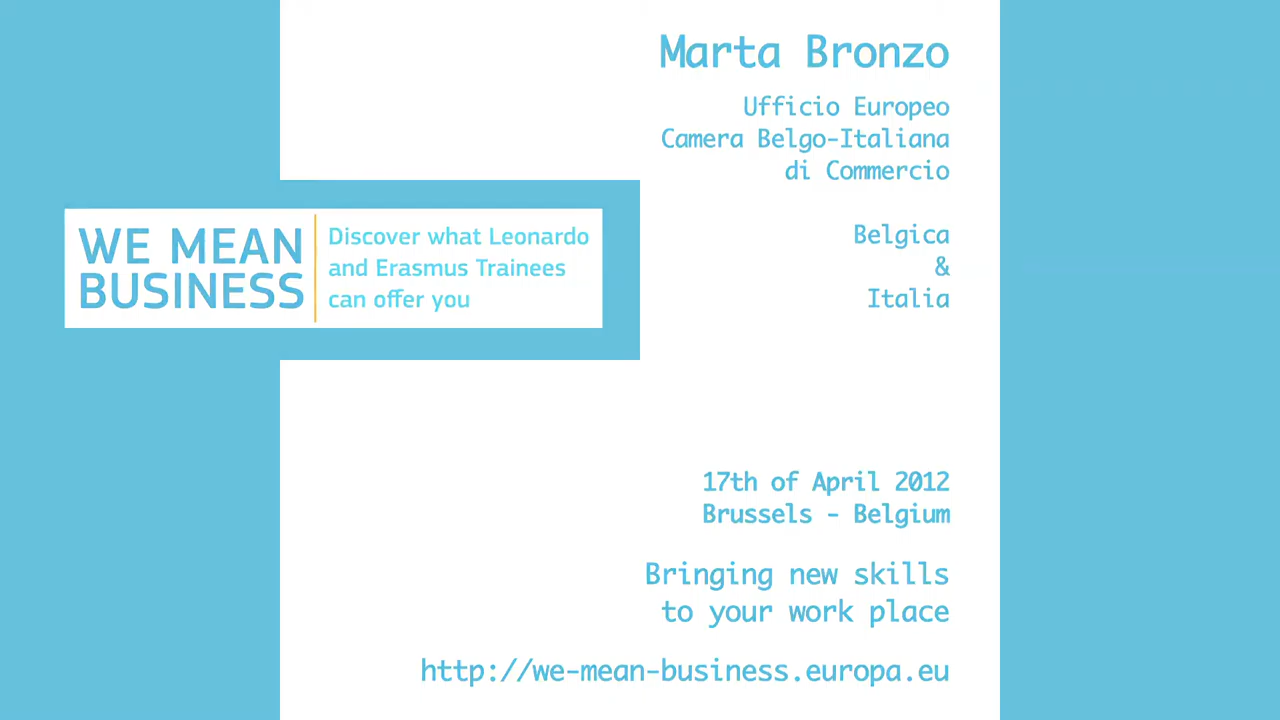 Marta Bronzo
Ufficio Europeo
Camera Belgo-Italiana
di Commercio
Belgica
&
Italia
WE MEAN
BUSINESS
Discover what Leonardo
and Erasmus Trainees
can offer you
17th of April 2012
Brussels - Belgium
Bringing new skills
to your work place
http://we-mean-business.europa.eu